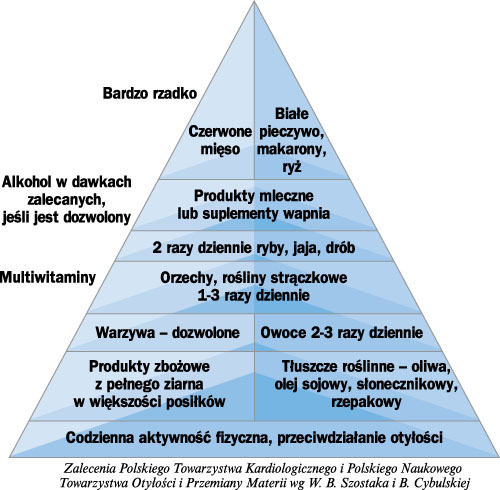 Bardzo rzadko
Czerwone
mięso
Białe
pieczywo,
makarony,
ryż
Alkohol w dawkach
zalecanych,
jeśli jest dozwolony
Produkty mleczne
lub suplementy wapnia
2 razy dziennie ryby, jaja, drób
Multiwitaminy
Orzechy, rośliny strączkowe
1-3 razy dziennie
Warzywa – dozwolone
Owoce 2-3 razy dziennie
Produkty zbożowe
z pełnego ziarna
w większości posiłków
Tłuszcze roślinne – oliwa,
olej sojowy, słonecznikowy,
rzepakowy
Codzienna aktywność fizyczna, przeciwdziałanie otyłości
Zalecenia Polskiego Towarzystwa Kardiologicznego i Polskiego Naukowego
Towarzystwa Otyłości i Przemiany Materii wg W. B. Szostaka i B. Cybulskiej